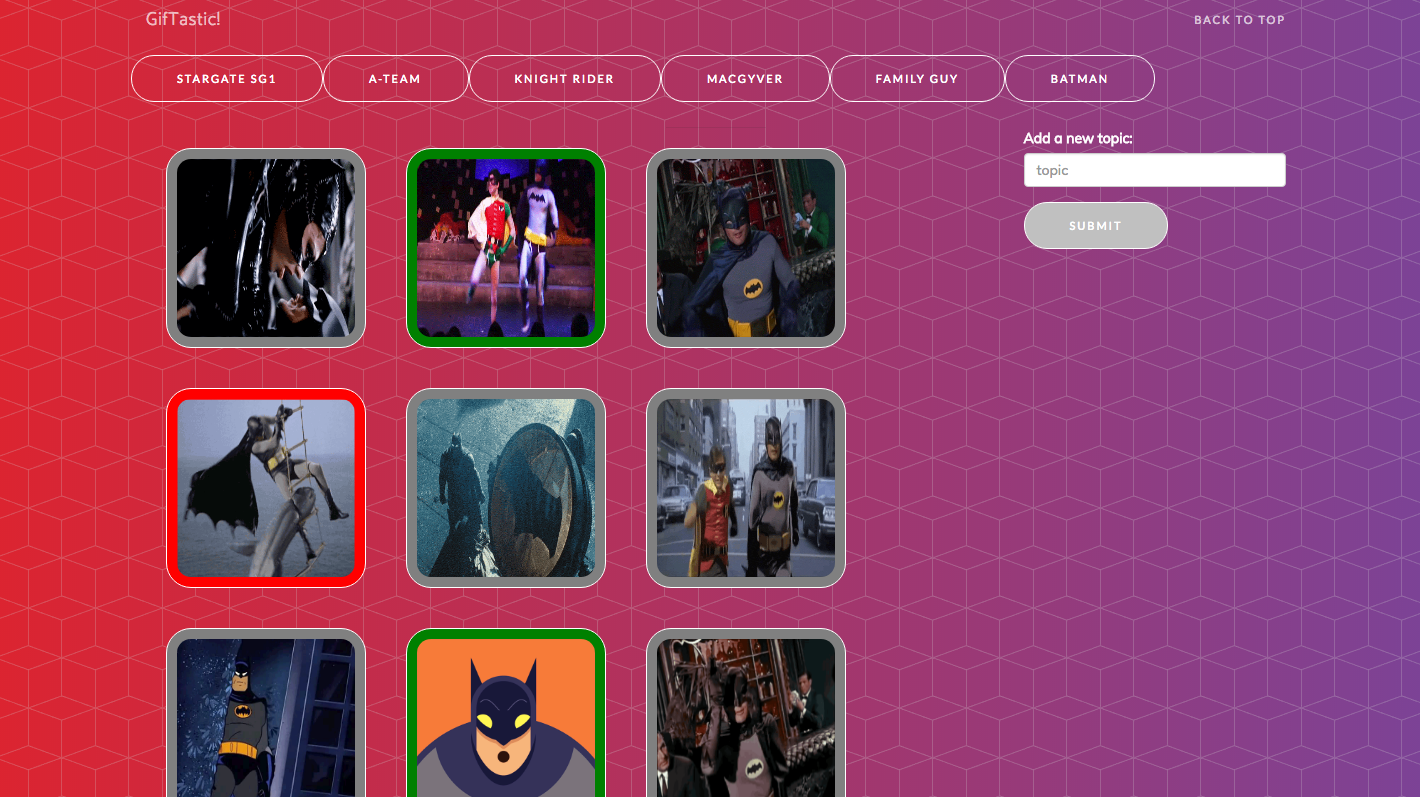 GifTastic!
BACK TO TOP
STARGATE SG1
A-TEAM
KNIGHT RIDER
MACGYVER
FAMILY GUY
BATMAN
Add a new topic:
topic
SUBMIT